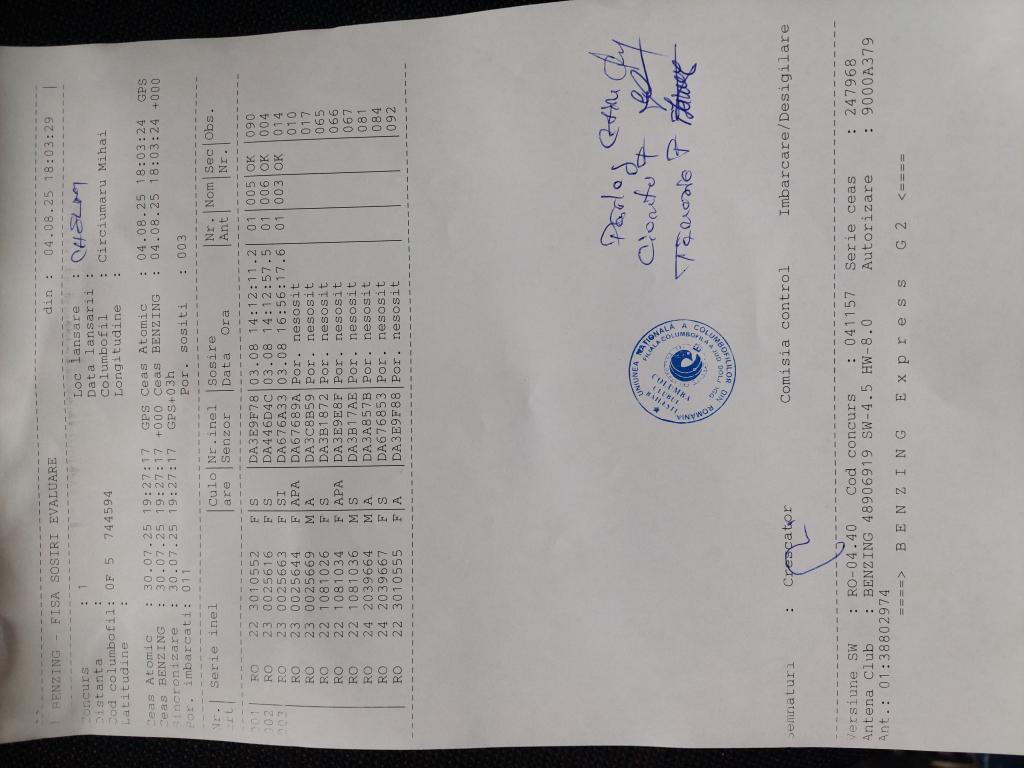 | BENZING - FISA SOSIRI EVALUARE din : 04.08.25 18:03:29 |
Concurs : 1 Loc lansare : CHELM
Distanta : Data lansarii :
Cod columbofil: 0F 5 744594 Columbofil : Circiumaru Mihai
Latitudine : Longitudine :
Ceas Atomic : 30.07.25 19:27:17 GPS Ceas Atomic : 04.08.25 18:03:24 GPS
Ceas BENZING : 30.07.25 19:27:17 +000 Ceas BENZING : 04.08.25 18:03:24 +000
Sincronizare : 30.07.25 19:27:17 GPS+03h
Por. imbarcati: 011 Por. sositi : 003
Nr.| Serie inel |Culo|Nr.inel |Sosire |Nr.|Nom|Sec|Obs.
crt| |are |Senzor |Data |Ora |Ant| |Nr.|
001 RO 22 3010552 F S DA3E9F78 03.08 14:12:11.2 01 005 OK 090
002 RO 23 0025616 F S DA44604C 03.08 14:12:57.5 01 006 OK 004
003 RO 23 0025663 F SI DA676A33 03.08 16:56:17.6 01 003 OK 014
RO 23 0025644 F APA DA67689A Por. nesosit 010
RO 23 0025669 M A DA3C8B59 Por. nesosit 017
RO 22 1081026 F S DA3B1872 Por. nesosit 065
RO 22 1081034 F APA DA3E9E8F Por. nesosit 066
RO 22 1081036 M S DA3B17AE Por. nesosit 067
RO 24 2039664 M A DA3A857B Por. nesosit 081
RO 24 2039667 F S DA676853 Por. nesosit 084
RO 22 3010555 F A DA3E9F88 Por. nesosit 092
UNIUNEA NATIONALA A COLUMBOFILILOR DIN ROMANIA
FILIALA COLUMBOFILA A JUD DOLJ
COLUMBA
CLUBUL
Semnaturi : Crescator Comisia control Imbarcare/Desigilare
Versiune SW : RO-04.40 Cod concurs : 041157 Serie ceas : 247968
Antena Club : BENZING 48906919 SW-4.5 HW-8.0 Autorizare : 9000A379
Ant.: 01:38802974
====> B E N Z I N G E x p r e s s G 2 <====